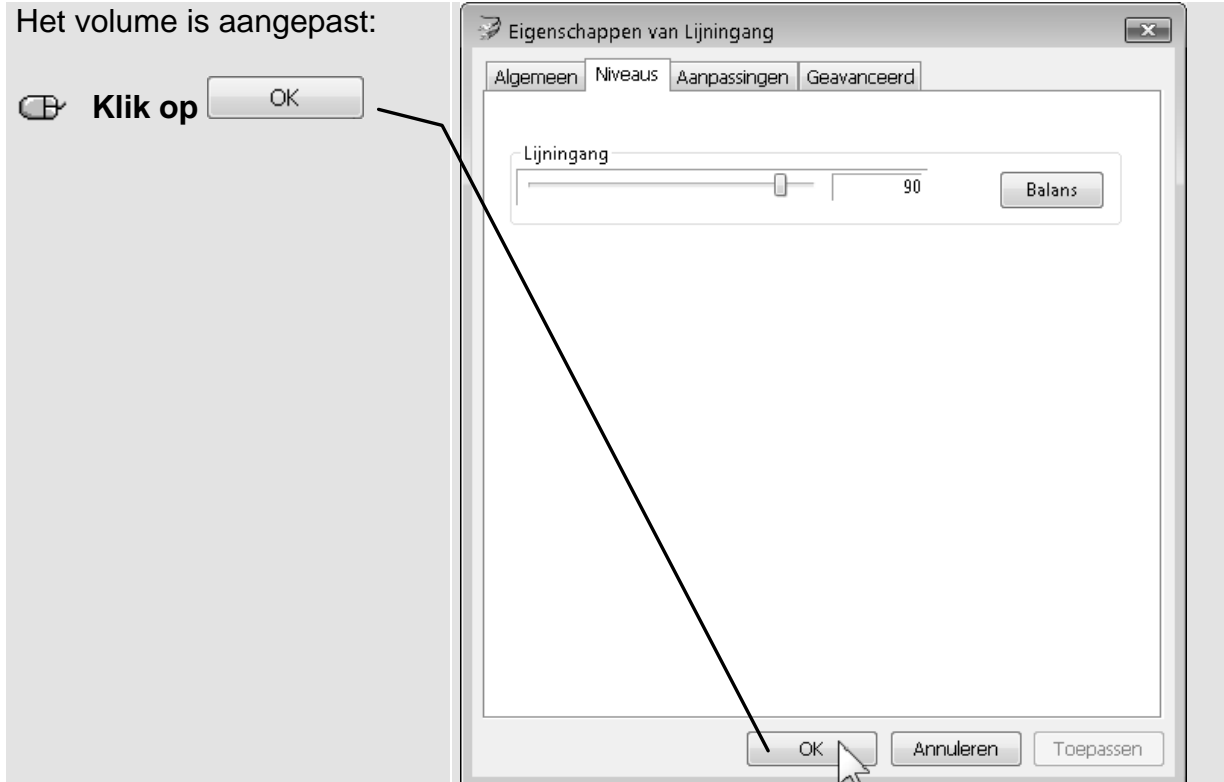 Het volume is aangepast:
Klik op OK
Eigenschappen van Lijningang
Algemeen Niveaus Aanpassingen Geavanceerd
Lijningang
90 Balans
OK Annuleren Toepassen